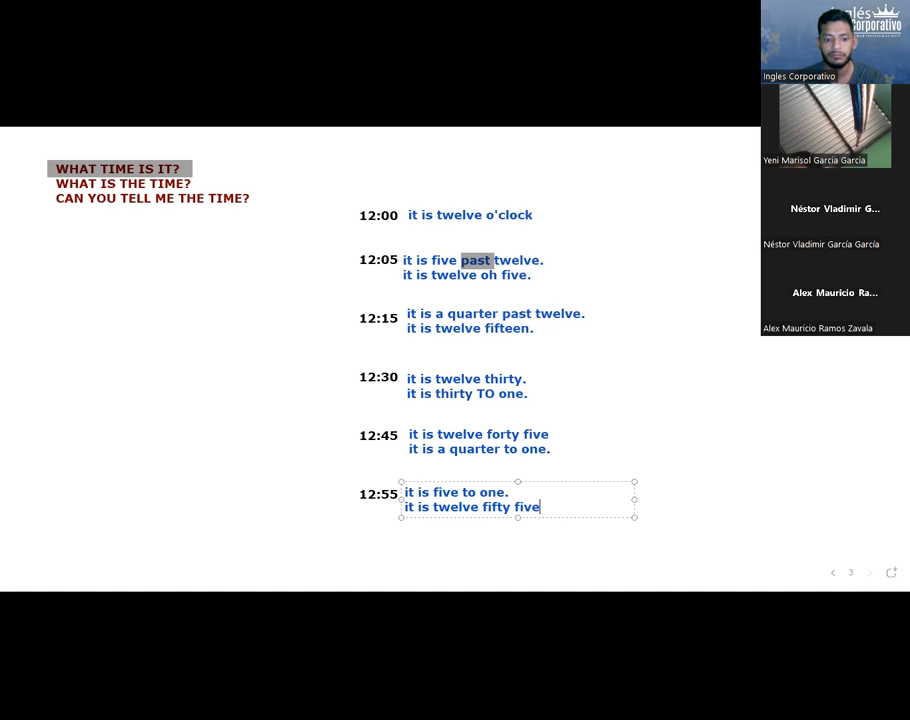 WHAT TIME IS IT?
WHAT IS THE TIME?
CAN YOU TELL ME THE TIME?
12:00 it is twelve o'clock
12:05 it is five past twelve.
it is twelve oh five.
12:15 it is a quarter past twelve.
it is twelve fifteen.
12:30 it is twelve thirty.
it is thirty TO one.
12:45 it is twelve forty five
it is a quarter to one.
12:55 it is five to one.
it is twelve fifty five
3
Inglés
Corporativo
Ingles Corporativo
Yeni Marisol Garcia Garcia
Néstor Vladimir G...
Néstor Vladimir García García
Alex Mauricio Ra...
Alex Mauricio Ramos Zavala